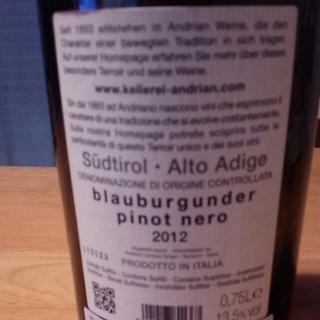 Seit 1893 entstehen in Andrian Weine, die den
Charakter einer bewegten Tradition in sich tragen.
Auf unserer Homepage erfahren Sie mehr über dieses
besondere Terroir und seine Weine.
www.kellerei-andrian.com
Sin dal 1893 ad Andriano nascono vini che esprimono il
carattere di una tradizione che si evolve costantemente.
Sulla nostra Homepage potrete scoprire tutte le
particolarità di questo Terroir unico e dei suoi vini.
Südtirol · Alto Adige
DENOMINAZIONE DI ORIGINE CONTROLLATA
blauburgunder
pinot nero
2012
PRODOTTO IN ITALIA
0,75L e
13,5% vol